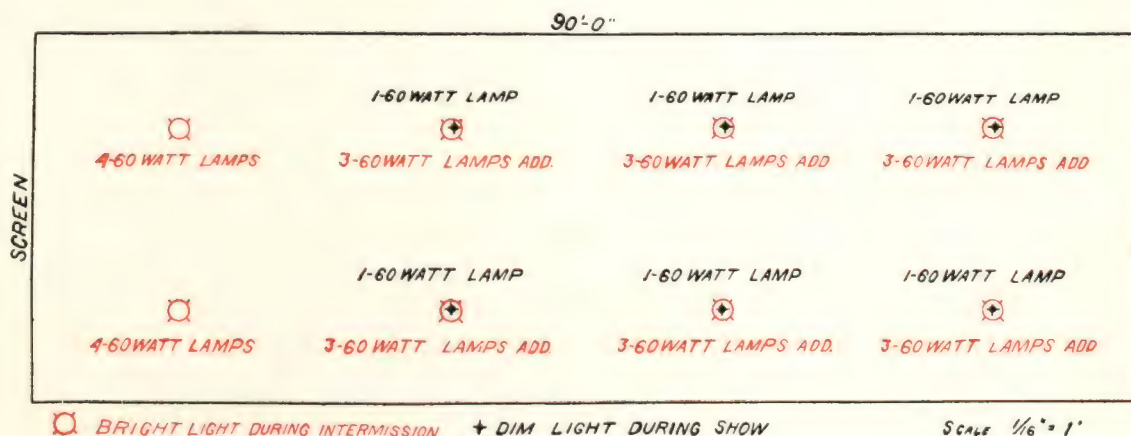 90'-0"
1-60 WATT LAMP 1-60 WATT LAMP 1-60 WATT LAMP
4-60 WATT LAMPS 3-60 WATT LAMPS ADD. 3-60 WATT LAMPS ADD 3-60 WATT LAMPS ADD
SCREEN
1-60 WATT LAMP 1-60 WATT LAMP 1-60 WATT LAMP
4-60 WATT LAMPS 3-60 WATT LAMPS ADD. 3-60 WATT LAMPS ADD. 3-60 WATT LAMPS ADD
BRIGHT LIGHT DURING INTERMISSION DIM LIGHT DURING SHOW SCALE 1/16" = 1'